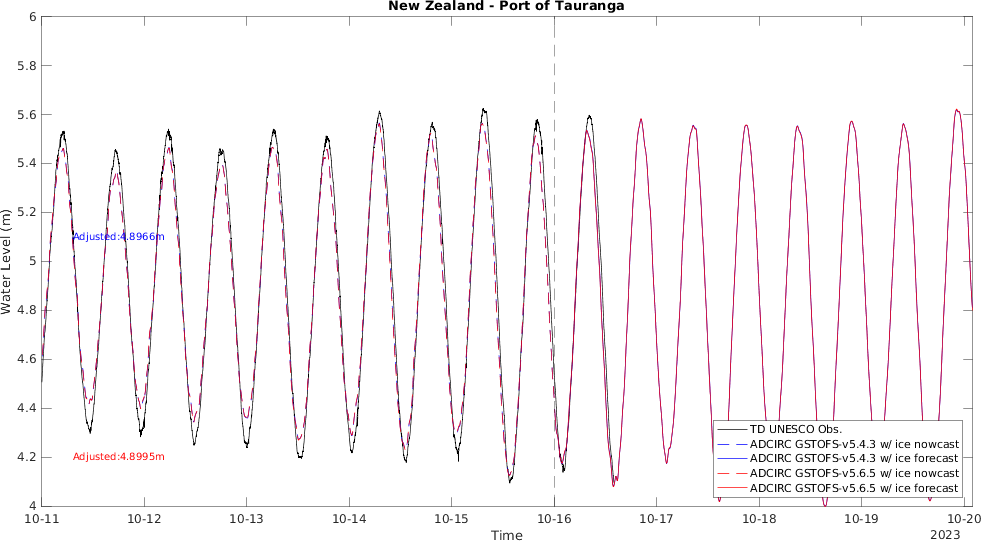 New Zealand - Port of Tauranga
6
5.8
5.6
5.4
5.2
5
4.8
4.6
4.4
4.2
4
Water Level (m)
Adjusted:4.8966m
Adjusted:4.8995m
TD UNESCO Obs.
ADCIRC GSTOFS-v5.4.3 w/ ice nowcast
ADCIRC GSTOFS-v5.4.3 w/ ice forecast
ADCIRC GSTOFS-v5.6.5 w/ ice nowcast
ADCIRC GSTOFS-v5.6.5 w/ ice forecast
10-11 10-12 10-13 10-14 10-15 10-16 10-17 10-18 10-19 10-20
Time
2023